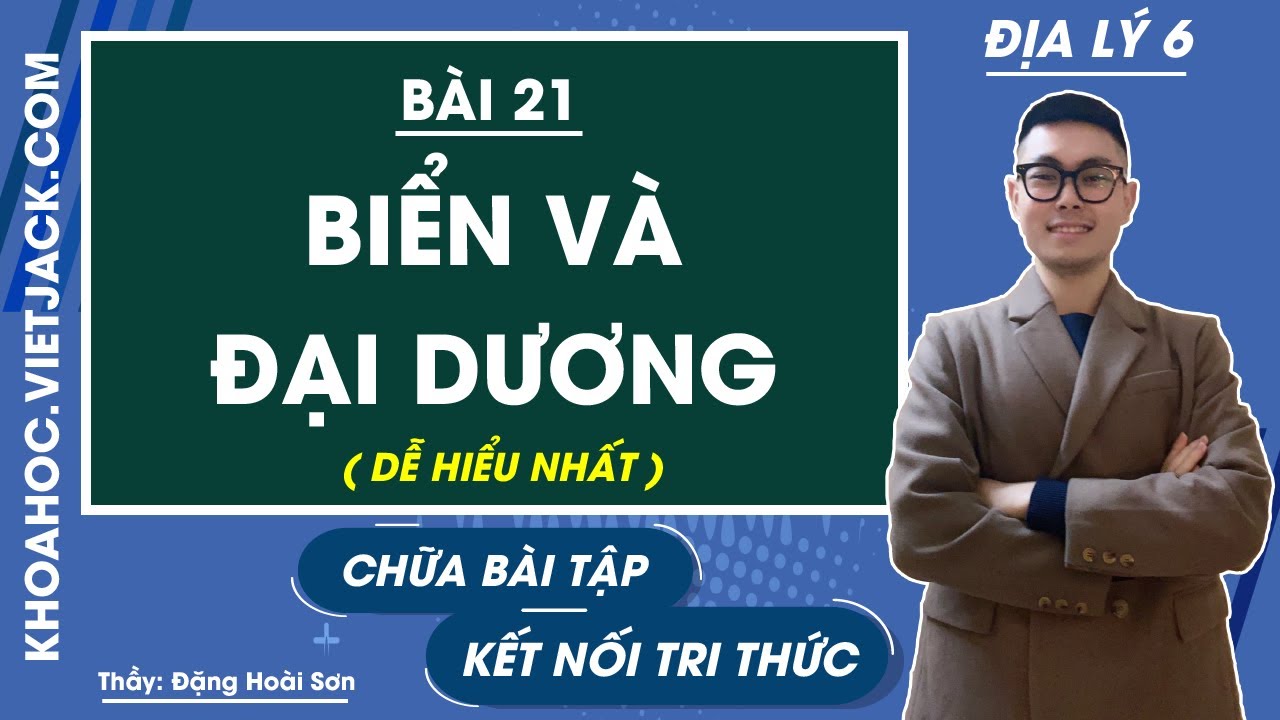 ĐỊA LÝ 6
KHOAHOC.VIETJACK.COM
BÀI 21
BIỂN VÀ
ĐẠI DƯƠNG
( DỄ HIỂU NHẤT )
CHỮA BÀI TẬP
KẾT NỐI TRI THỨC
Thầy: Đặng Hoài Sơn